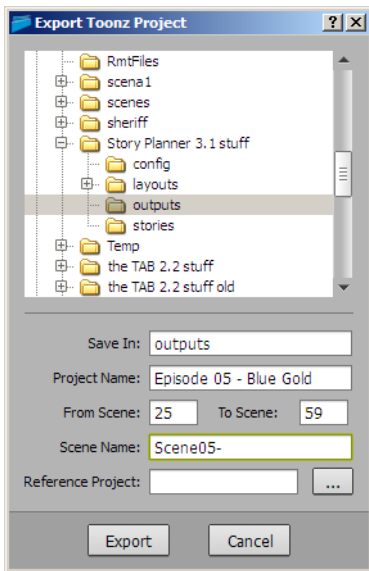 Export Toonz Project
RmtFiles
scena1
scenes
sheriff
Story Planner 3.1 stuff
config
layouts
outputs
stories
Temp
the TAB 2.2 stuff
the TAB 2.2 stuff old
Save In: outputs
Project Name: Episode 05 - Blue Gold
From Scene: 25 To Scene: 59
Scene Name: Scene05-
Reference Project: ...
Export Cancel